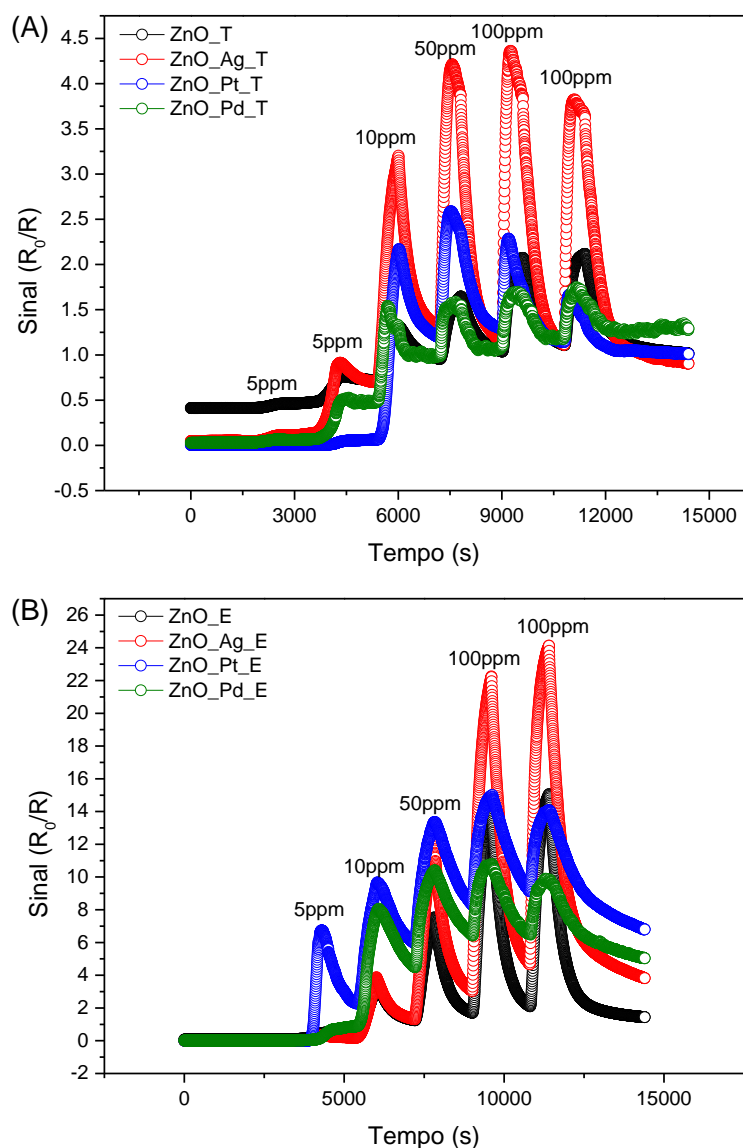 (A)
ZnO_T
ZnO_Ag_T
ZnO_Pt_T
ZnO_Pd_T
5ppm
5ppm
10ppm
50ppm
100ppm
100ppm
4.5
4.0
3.5
3.0
2.5
2.0
1.5
1.0
0.5
0.0
-0.5
Sinal (R0/R)
0 3000 6000 9000 12000 15000
Tempo (s)
(B)
ZnO_E
ZnO_Ag_E
ZnO_Pt_E
ZnO_Pd_E
5ppm
10ppm
50ppm
100ppm
100ppm
26
24
22
20
18
16
14
12
10
8
6
4
2
0
-2
Sinal (R0/R)
0 5000 10000 15000
Tempo (s)